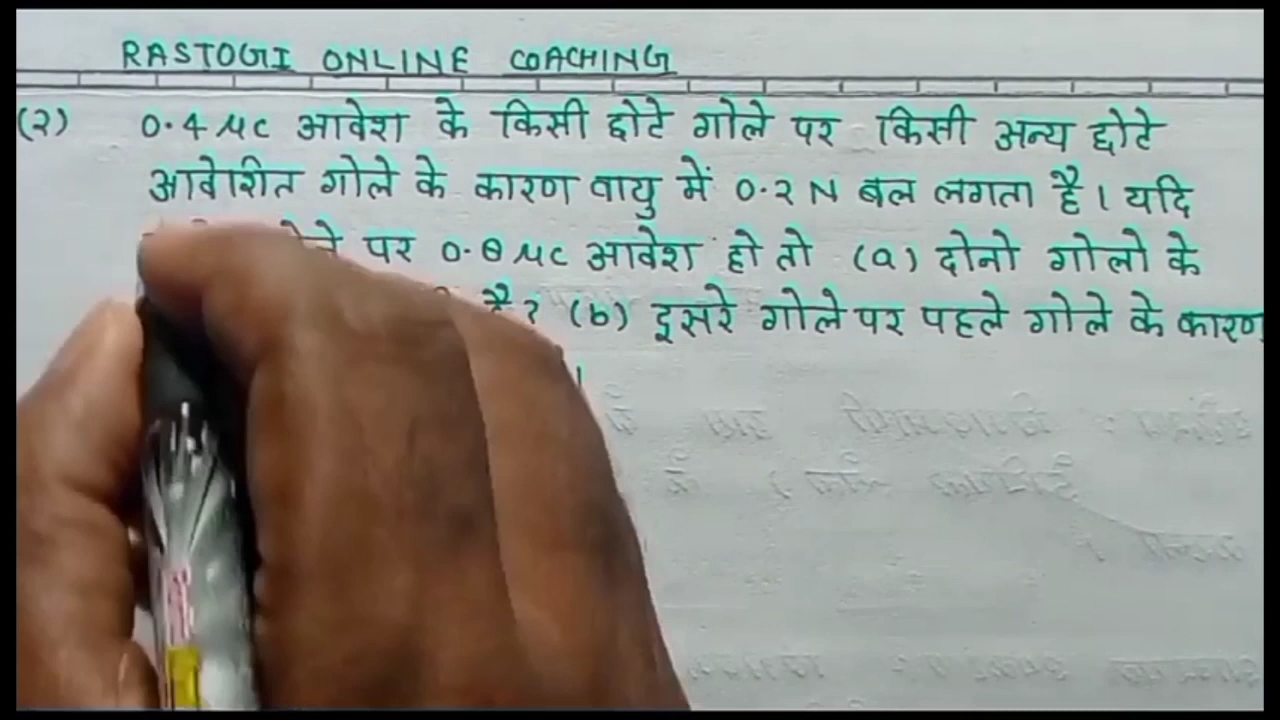 RASTOGI ONLINE COACHING
(२) 0.4 μc आवेश के किसी छोटे गोले पर किसी अन्य छोटे
आवेशित गोले के कारण वायु में 0.2 N बल लगता है। यदि
पर 0.8 μc आवेश हो तो (a) दोनो गोलो के
है? (b) दूसरे गोले पर पहले गोले के कारण